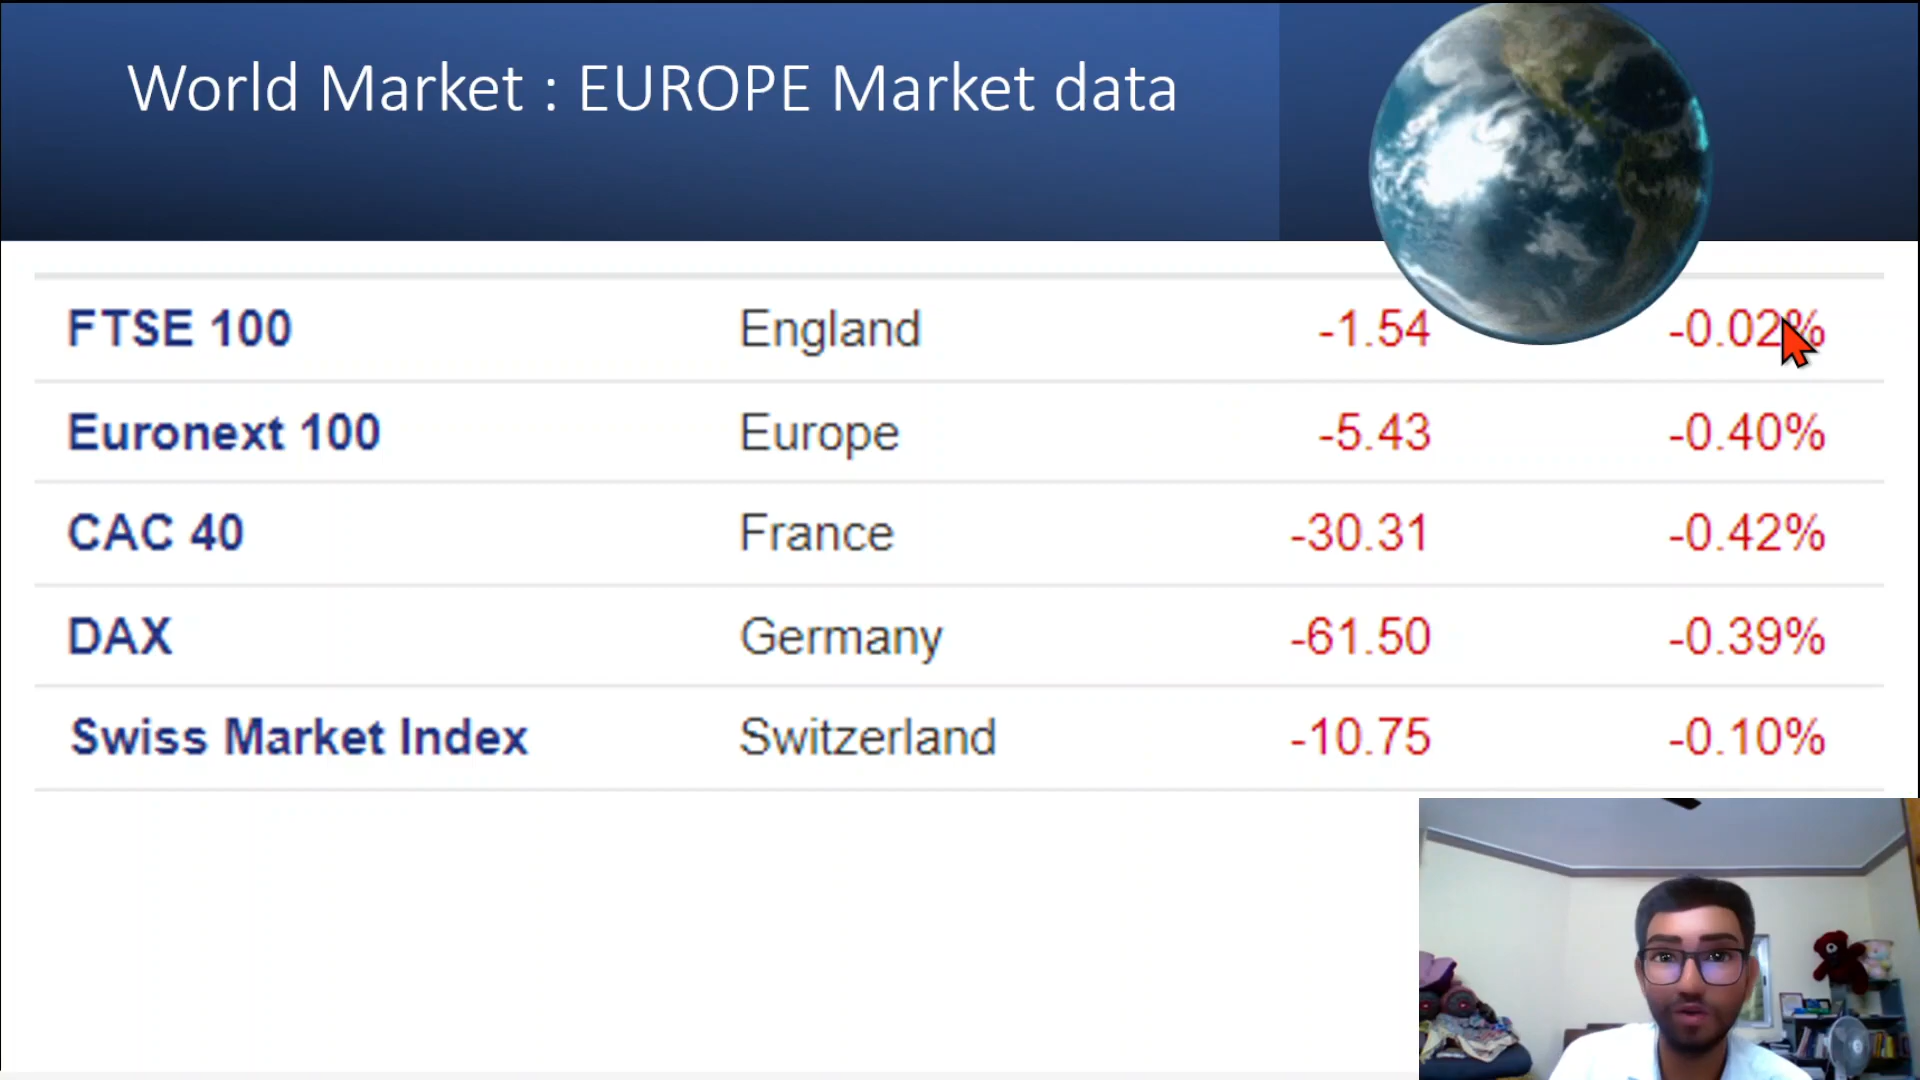 World Market : EUROPE Market data
FTSE 100 England -1.54 -0.02%
Euronext 100 Europe -5.43 -0.40%
CAC 40 France -30.31 -0.42%
DAX Germany -61.50 -0.39%
Swiss Market Index Switzerland -10.75 -0.10%